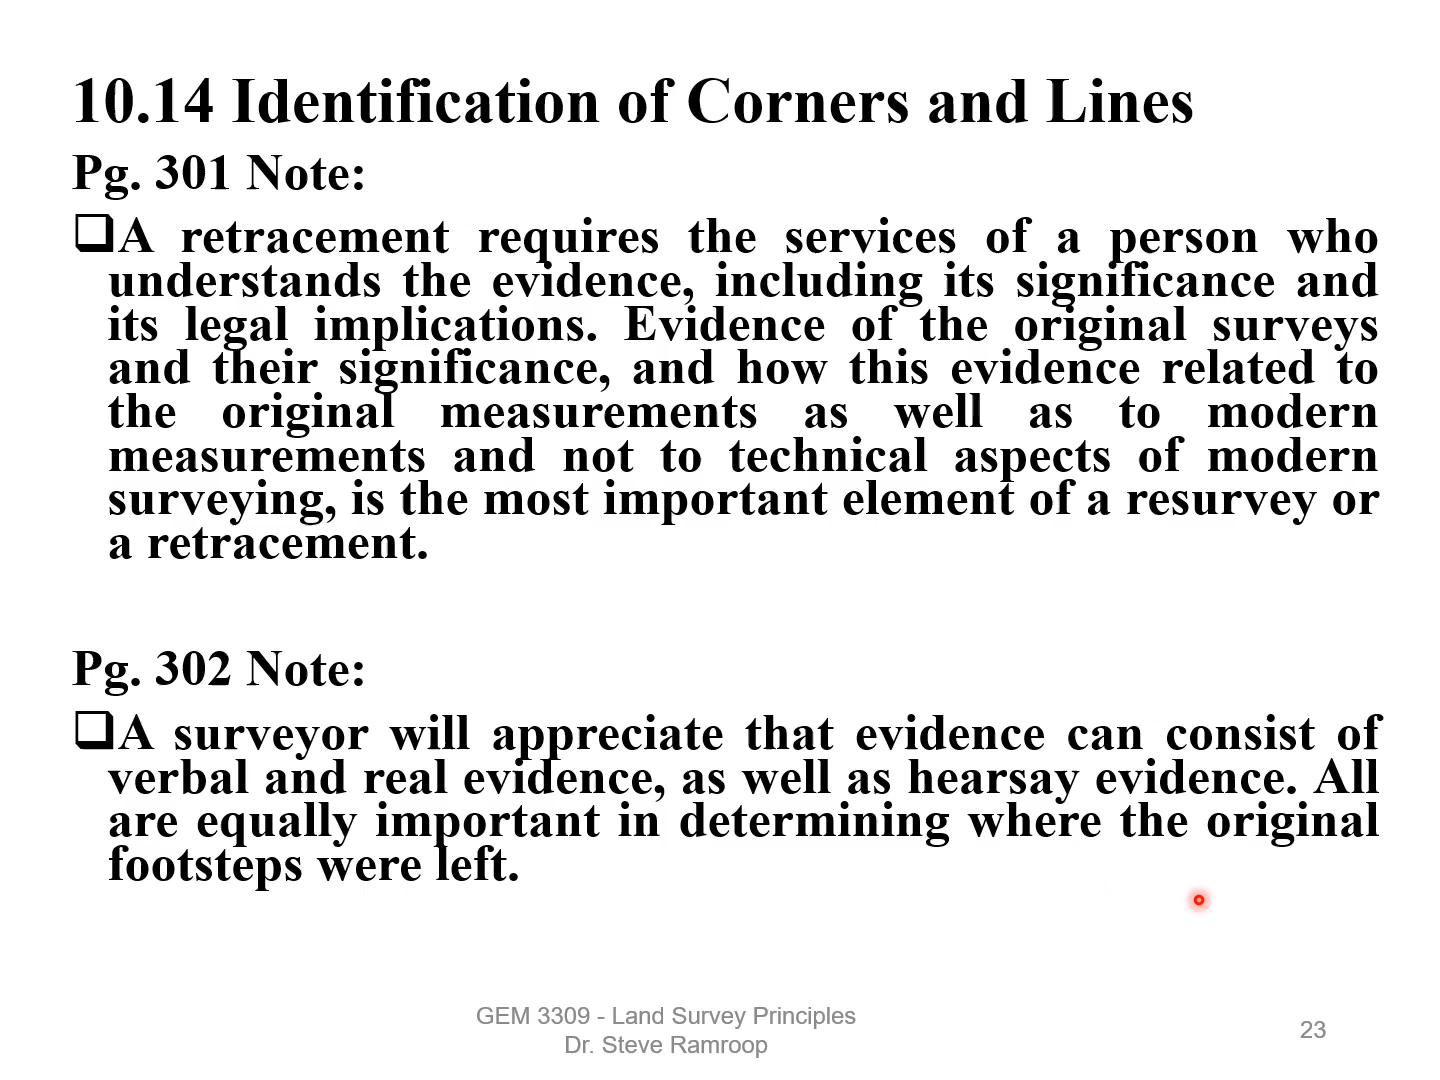 10.14 Identification of Corners and Lines
Pg. 301 Note:
A retracement requires the services of a person who
understands the evidence, including its significance and
its legal implications. Evidence of the original surveys
and their significance, and how this evidence related to
the original measurements as well as to modern
measurements and not to technical aspects of modern
surveying, is the most important element of a resurvey or
a retracement.
Pg. 302 Note:
A surveyor will appreciate that evidence can consist of
verbal and real evidence, as well as hearsay evidence. All
are equally important in determining where the original
footsteps were left.
GEM 3309 - Land Survey Principles
Dr. Steve Ramroop
23